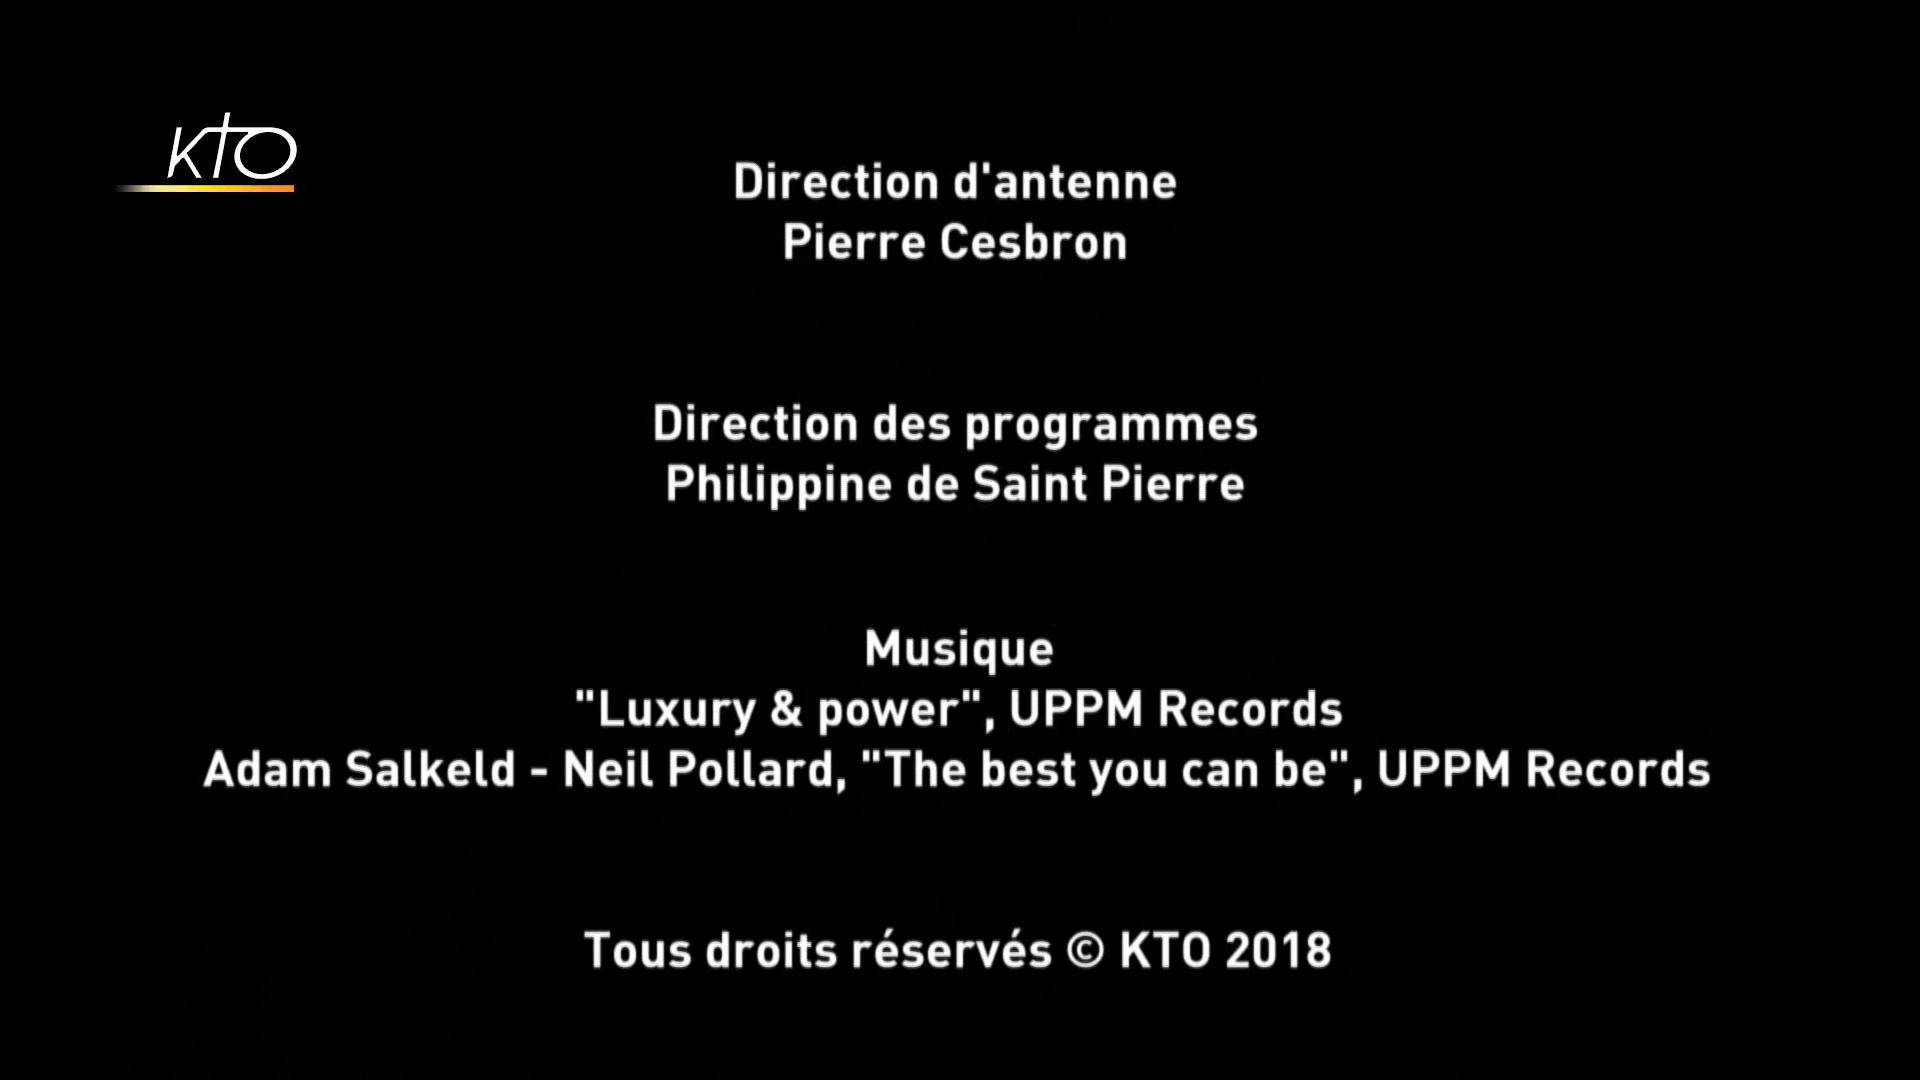 KTO
Direction d'antenne
Pierre Cesbron
Direction des programmes
Philippine de Saint Pierre
Musique
"Luxury & power", UPPM Records
Adam Salkeld - Neil Pollard, "The best you can be", UPPM Records
Tous droits réservés © KTO 2018